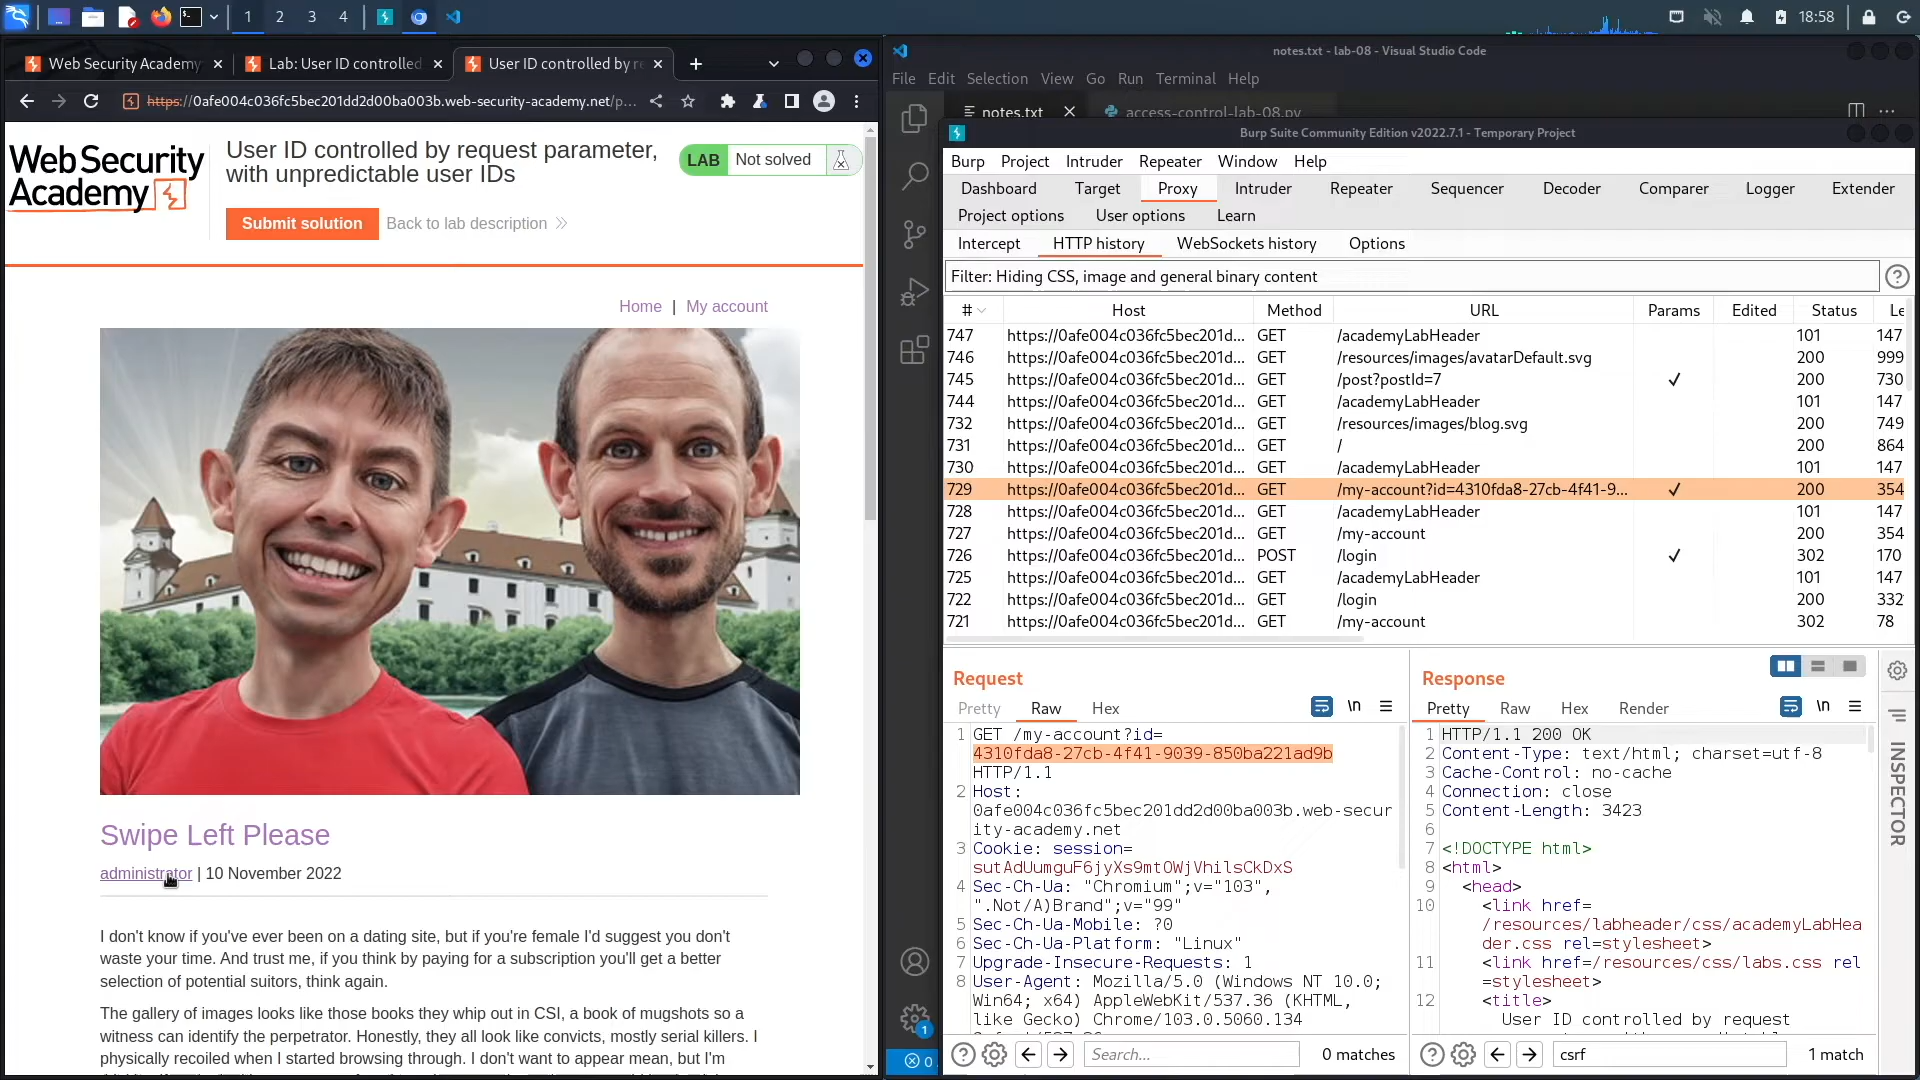 1 2 3 4
18:58
Web Security Academy
Lab: User ID controlled
User ID controlled by re
https://0afe004c036fc5bec201dd2d00ba003b.web-security-academy.net/p...
Web Security
Academy
User ID controlled by request parameter,
with unpredictable user IDs
LAB Not solved
Submit solution
Back to lab description
Home | My account
Swipe Left Please
administrator | 10 November 2022
I don't know if you've ever been on a dating site, but if you're female I'd suggest you don't
waste your time. And trust me, if you think by paying for a subscription you'll get a better
selection of potential suitors, think again.
The gallery of images looks like those books they whip out in CSI, a book of mugshots so a
witness can identify the perpetrator. Honestly, they all look like convicts, mostly serial killers. I
physically recoiled when I started browsing through. I don't want to appear mean, but I'm
notes.txt - lab-08 - Visual Studio Code
File Edit Selection View Go Run Terminal Help
notes.txt access-control-lab-08.py
1
0
Burp Suite Community Edition v2022.7.1 - Temporary Project
Burp Project Intruder Repeater Window Help
Dashboard Target Proxy Intruder Repeater Sequencer Decoder Comparer Logger Extender
Project options User options Learn
Intercept HTTP history WebSockets history Options
Filter: Hiding CSS, image and general binary content
# Host Method URL Params Edited Status Le
747 https://0afe004c036fc5bec201d... GET /academyLabHeader 101 147
746 https://0afe004c036fc5bec201d... GET /resources/images/avatarDefault.svg 200 999
745 https://0afe004c036fc5bec201d... GET /post?postId=7 ✓ 200 730
744 https://0afe004c036fc5bec201d... GET /academyLabHeader 101 147
732 https://0afe004c036fc5bec201d... GET /resources/images/blog.svg 200 749
731 https://0afe004c036fc5bec201d... GET / 200 864
730 https://0afe004c036fc5bec201d... GET /academyLabHeader 101 147
729 https://0afe004c036fc5bec201d... GET /my-account?id=4310fda8-27cb-4f41-9... ✓ 200 354
728 https://0afe004c036fc5bec201d... GET /academyLabHeader 101 147
727 https://0afe004c036fc5bec201d... GET /my-account 200 354
726 https://0afe004c036fc5bec201d... POST /login ✓ 302 170
725 https://0afe004c036fc5bec201d... GET /academyLabHeader 101 147
722 https://0afe004c036fc5bec201d... GET /login 200 332
721 https://0afe004c036fc5bec201d... GET /my-account 302 78
Request
Pretty Raw Hex
\n
1 GET /my-account?id=
4310fda8-27cb-4f41-9039-850ba221ad9b
HTTP/1.1
2 Host:
0afe004c036fc5bec201dd2d00ba003b.web-secur
ity-academy.net
3 Cookie: session=
sutAdUumguF6jyXs9mtOWjVhilsCkDxS
4 Sec-Ch-Ua: "Chromium";v="103",
".Not/A)Brand";v="99"
5 Sec-Ch-Ua-Mobile: ?0
6 Sec-Ch-Ua-Platform: "Linux"
7 Upgrade-Insecure-Requests: 1
8 User-Agent: Mozilla/5.0 (Windows NT 10.0;
Win64; x64) AppleWebKit/537.36 (KHTML,
like Gecko) Chrome/103.0.5060.134
Search... 0 matches
Response
Pretty Raw Hex Render
\n
1 HTTP/1.1 200 OK
2 Content-Type: text/html; charset=utf-8
3 Cache-Control: no-cache
4 Connection: close
5 Content-Length: 3423
6
7 <!DOCTYPE html>
8 <html>
9 <head>
10 <link href=
/resources/labheader/css/academyLabHea
der.css rel=stylesheet>
11 <link href=/resources/css/labs.css rel
=stylesheet>
12 <title>
User ID controlled by request
csrf 1 match
INSPECTOR